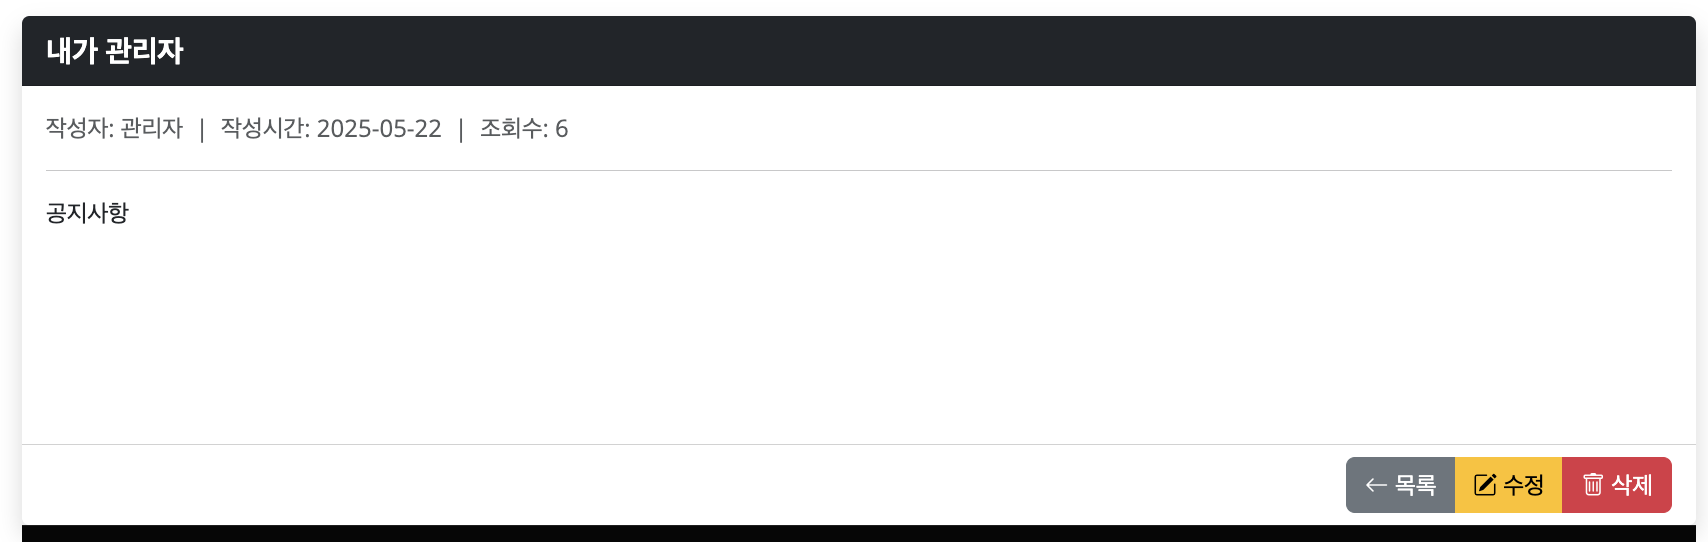 내가 관리자
작성자: 관리자 | 작성시간: 2025-05-22 | 조회수: 6
공지사항
← 목록 수정 삭제